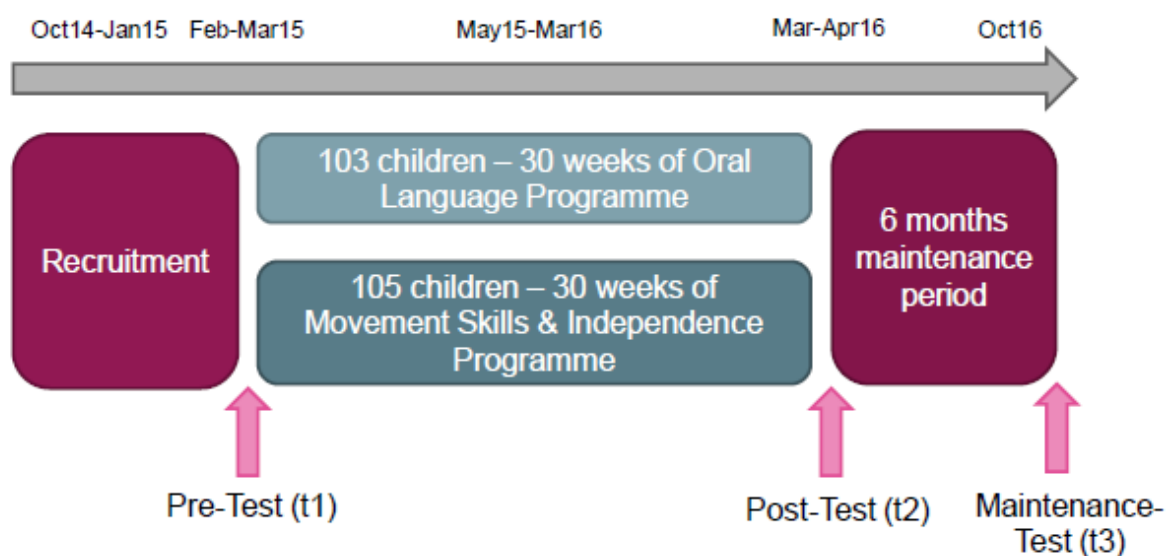 Oct14-Jan15 Feb-Mar15 May15-Mar16 Mar-Apr16 Oct16
Recruitment
103 children – 30 weeks of Oral
Language Programme
105 children – 30 weeks of
Movement Skills & Independence
Programme
6 months
maintenance
period
Pre-Test (t1)
Post-Test (t2)
Maintenance-
Test (t3)